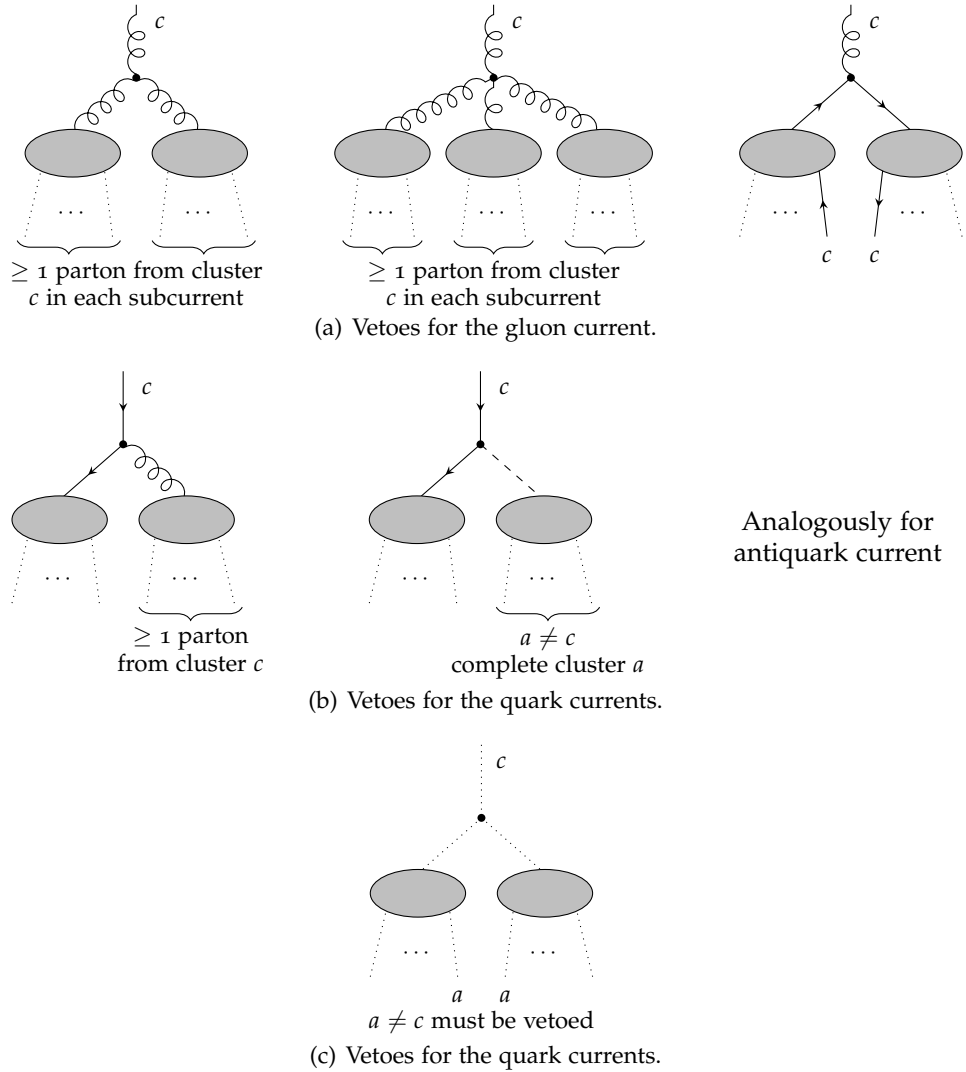 c c c
... ... ... ... ... ... ...
c c
≥ 1 parton from cluster ≥ 1 parton from cluster
c in each subcurrent c in each subcurrent
(a) Vetoes for the gluon current.
c c
Analogously for
antiquark current
... ... ... ...
≥ 1 parton a ≠ c
from cluster c complete cluster a
(b) Vetoes for the quark currents.
c
... ...
a a
a ≠ c must be vetoed
(c) Vetoes for the quark currents.